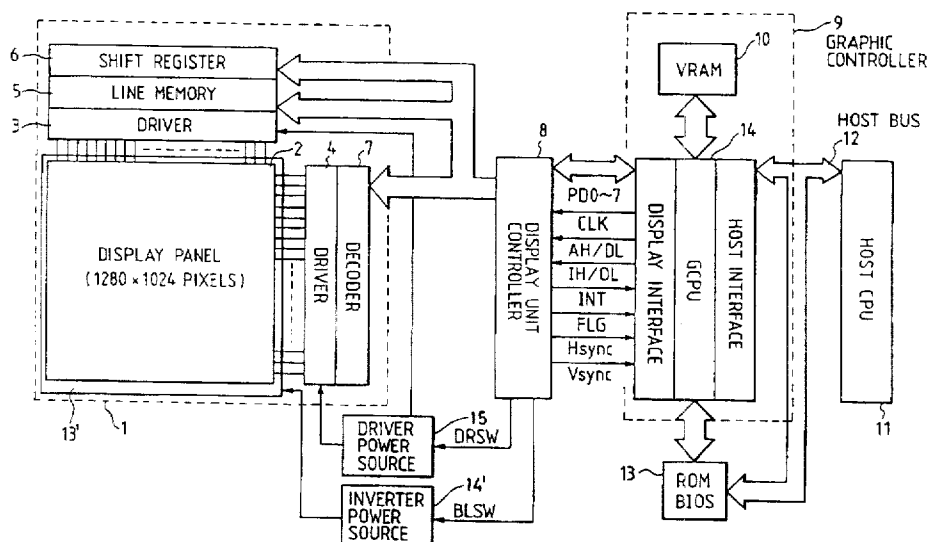 6
SHIFT REGISTER
5
LINE MEMORY
3
DRIVER
2
4
7
DISPLAY PANEL
(1280 × 1024 PIXELS)
DRIVER
DECODER
13'
1
8
DISPLAY UNIT
CONTROLLER
PD0~7
CLK
AH/DL
IH/OL
INT
FLG
Hsync
Vsync
9
GRAPHIC
CONTROLLER
10
VRAM
14
DISPLAY INTERFACE
GCPU
HOST INTERFACE
HOST BUS
12
HOST CPU
11
DRIVER
POWER
SOURCE
15
DRSW
INVERTER
POWER
SOURCE
14'
BLSW
13
ROM
BIOS